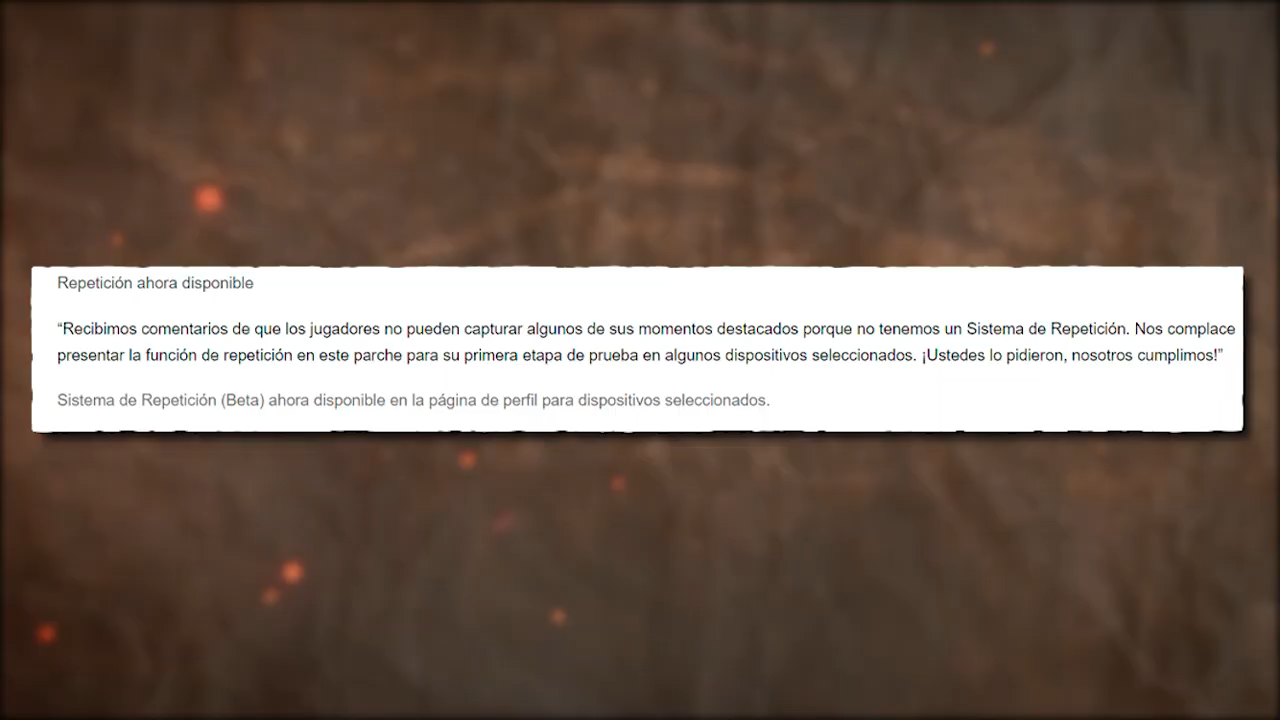 Repetición ahora disponible
“Recibimos comentarios de que los jugadores no pueden capturar algunos de sus momentos destacados porque no tenemos un Sistema de Repetición. Nos complace
presentar la función de repetición en este parche para su primera etapa de prueba en algunos dispositivos seleccionados. ¡Ustedes lo pidieron, nosotros cumplimos!”
Sistema de Repetición (Beta) ahora disponible en la página de perfil para dispositivos seleccionados.